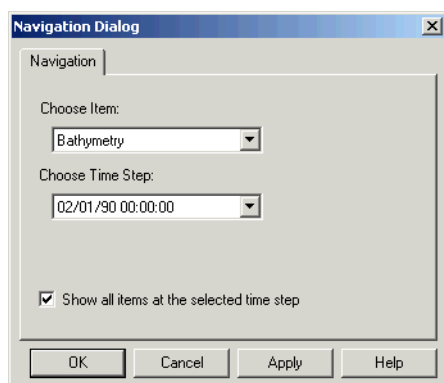 Navigation Dialog
Navigation
Choose Item:
Bathymetry
Choose Time Step:
02/01/90 00:00:00
Show all items at the selected time step
OK Cancel Apply Help